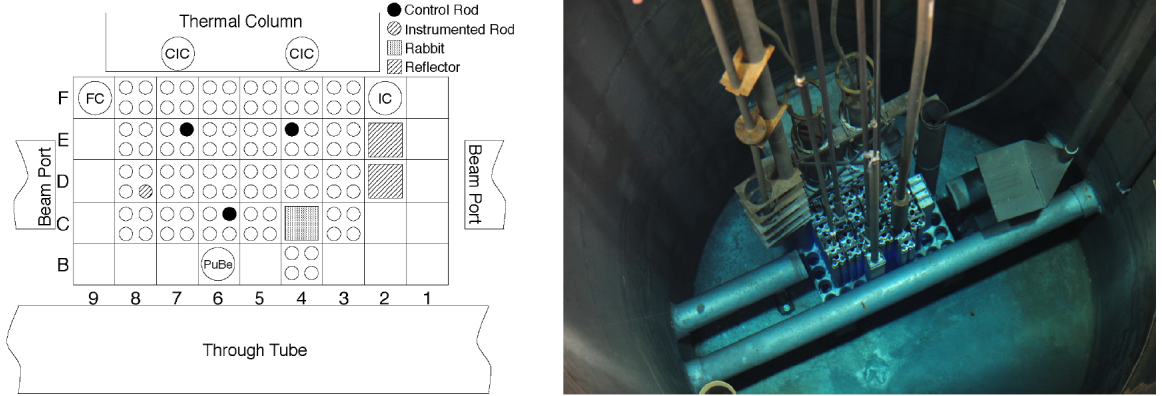 Thermal Column
Control Rod
Instrumented Rod
Rabbit
Reflector
CIC CIC
F FC IC
E
D
C
B PuBe
Beam Port
Beam Port
9 8 7 6 5 4 3 2 1
Through Tube